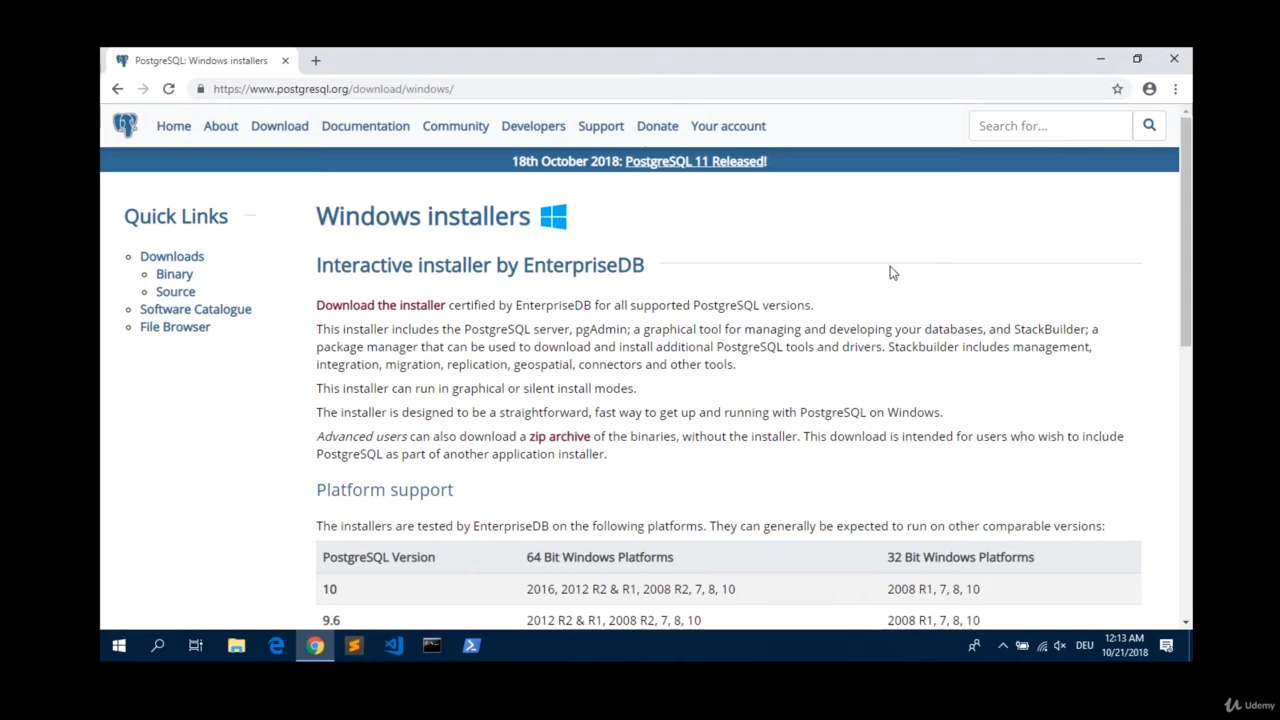 PostgreSQL: Windows installers
https://www.postgresql.org/download/windows/
Home About Download Documentation Community Developers Support Donate Your account
Search for...
18th October 2018: PostgreSQL 11 Released!
Quick Links
Downloads
Binary
Source
Software Catalogue
File Browser
Windows installers
Interactive installer by EnterpriseDB
Download the installer certified by EnterpriseDB for all supported PostgreSQL versions.
This installer includes the PostgreSQL server, pgAdmin; a graphical tool for managing and developing your databases, and StackBuilder; a
package manager that can be used to download and install additional PostgreSQL tools and drivers. Stackbuilder includes management,
integration, migration, replication, geospatial, connectors and other tools.
This installer can run in graphical or silent install modes.
The installer is designed to be a straightforward, fast way to get up and running with PostgreSQL on Windows.
Advanced users can also download a zip archive of the binaries, without the installer. This download is intended for users who wish to include
PostgreSQL as part of another application installer.
Platform support
The installers are tested by EnterpriseDB on the following platforms. They can generally be expected to run on other comparable versions:
PostgreSQL Version 64 Bit Windows Platforms 32 Bit Windows Platforms
10 2016, 2012 R2 & R1, 2008 R2, 7, 8, 10 2008 R1, 7, 8, 10
9.6 2012 R2 & R1, 2008 R2, 7, 8, 10 2008 R1, 7, 8, 10
DEU
12:13 AM
10/21/2018
Udemy